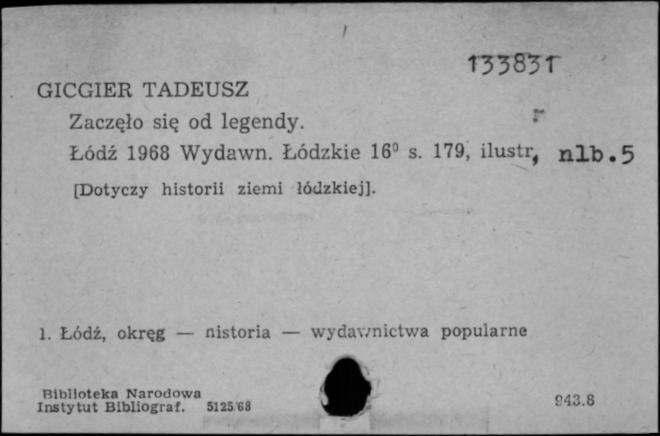 133831
GICGIER TADEUSZ
Zaczęło się od legendy.
Łódź 1968 Wydawn. Łódzkie 16⁰ s. 179, ilustr, nlb.5
[Dotyczy historii ziemi łódzkiej].
1. Łódź, okręg — historia — wydawnictwa popularne
Biblioteka Narodowa
Instytut Bibliograf. 5125/68
943.8